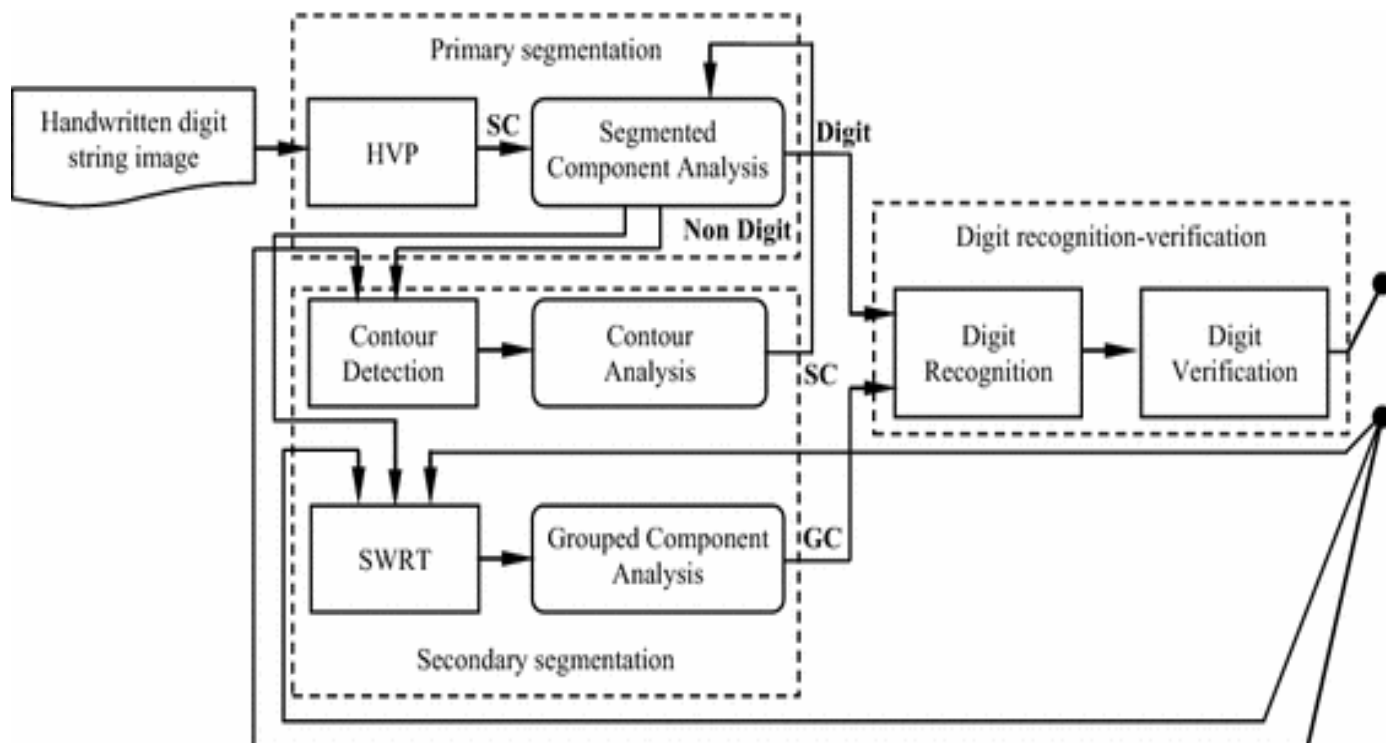 Primary segmentation
Handwritten digit
string image
HVP
SC
Segmented
Component Analysis
Digit
Non Digit
Digit recognition-verification
Contour
Detection
Contour
Analysis
SC
Digit
Recognition
Digit
Verification
SWRT
Grouped Component
Analysis
GC
Secondary segmentation